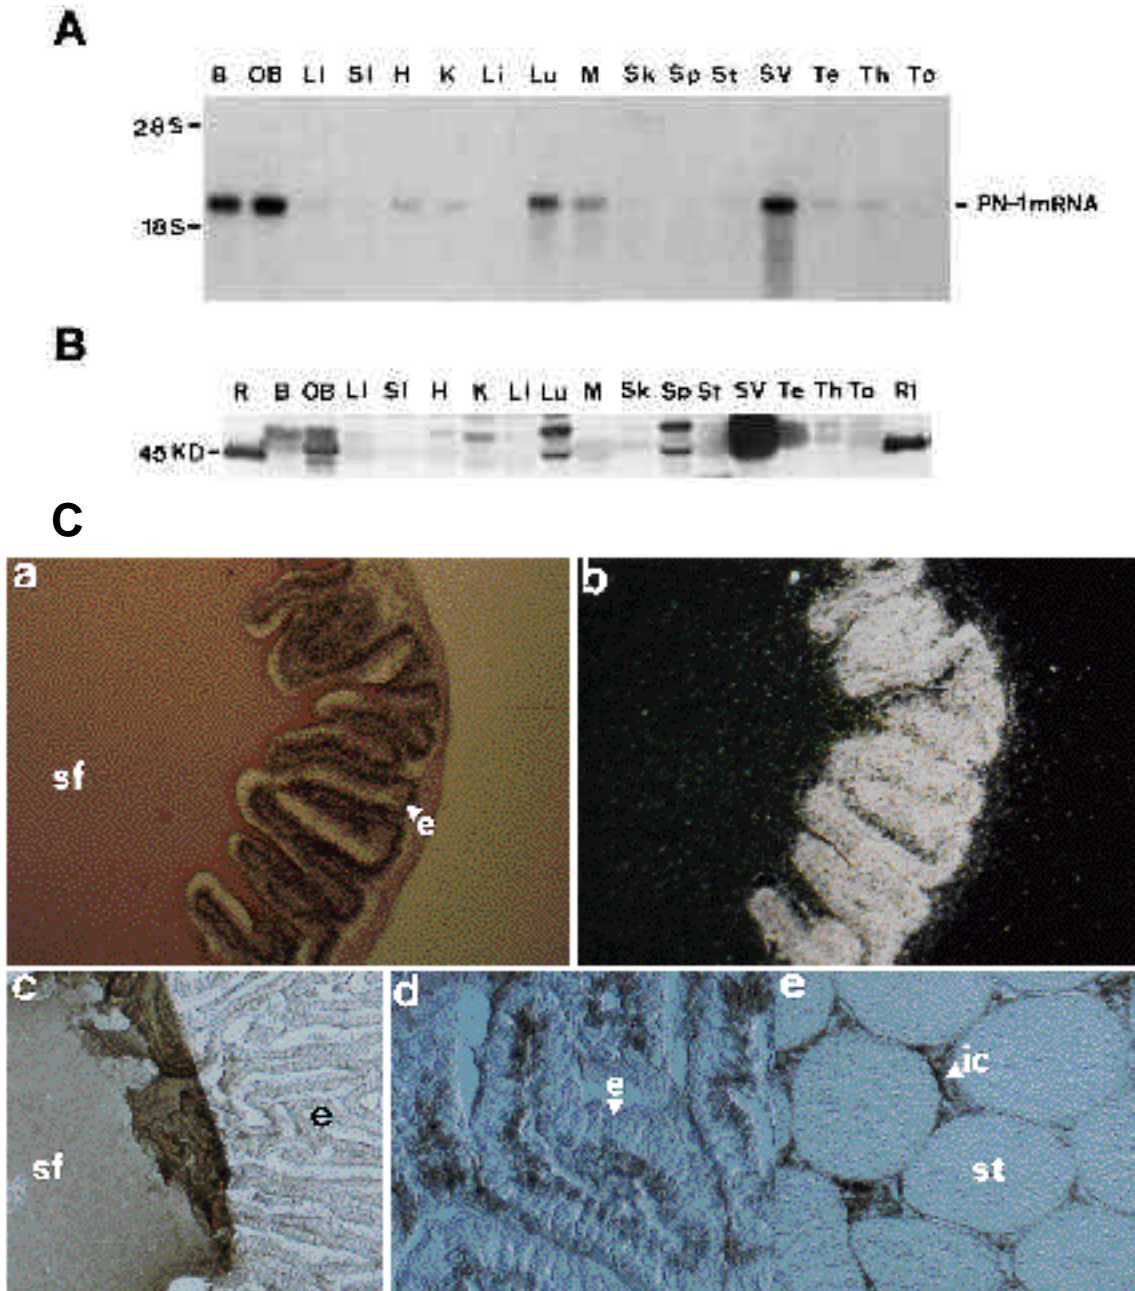 A
B OB LI SI H K Li Lu M Sk Sp St SV Te Th To
28S
PN-1mRNA
18S
B
R B OB LI SI H K LI Lu M Sk Sp St SV Te Th To RI
45KD
C
a
b
sf
e
c
d
e
sf
e
e
ic
st